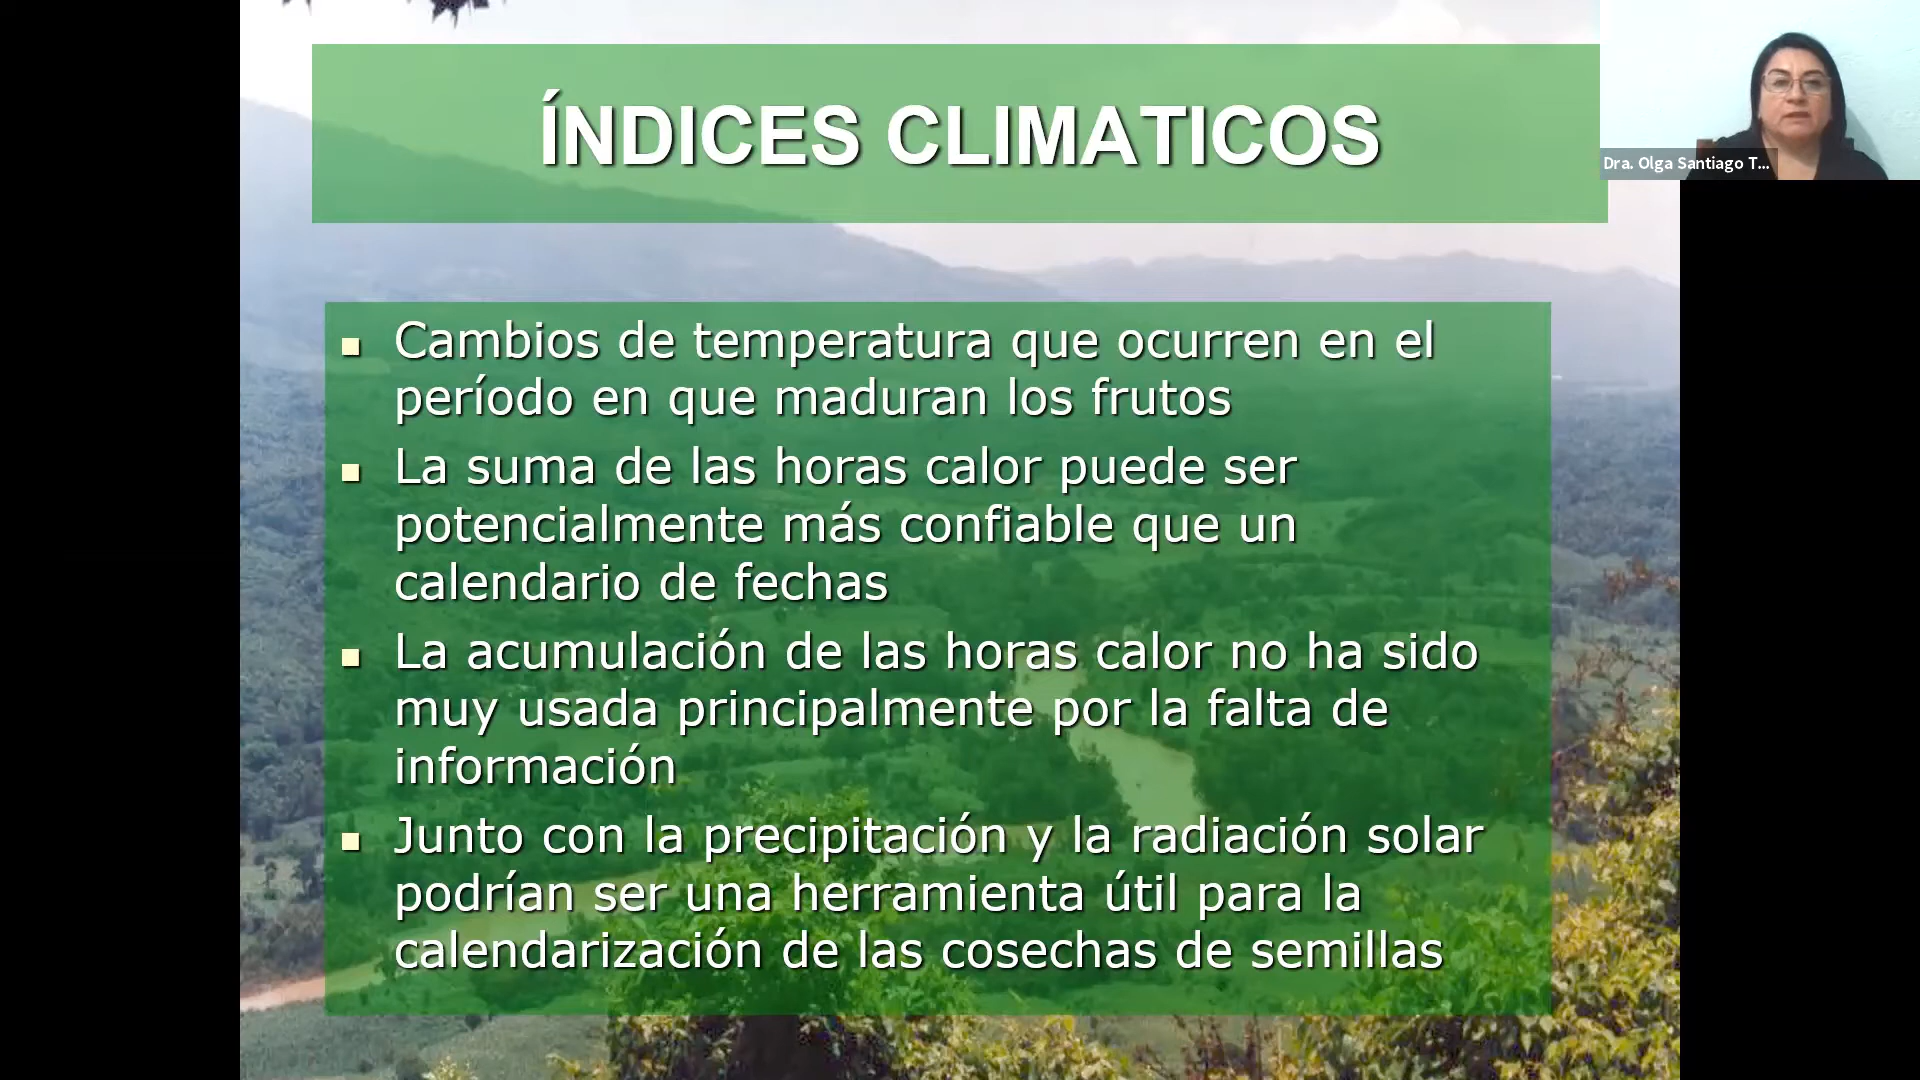 ÍNDICES CLIMATICOS
Dra. Olga Santiago T...
Cambios de temperatura que ocurren en el
período en que maduran los frutos
La suma de las horas calor puede ser
potencialmente más confiable que un
calendario de fechas
La acumulación de las horas calor no ha sido
muy usada principalmente por la falta de
información
Junto con la precipitación y la radiación solar
podrían ser una herramienta útil para la
calendarización de las cosechas de semillas